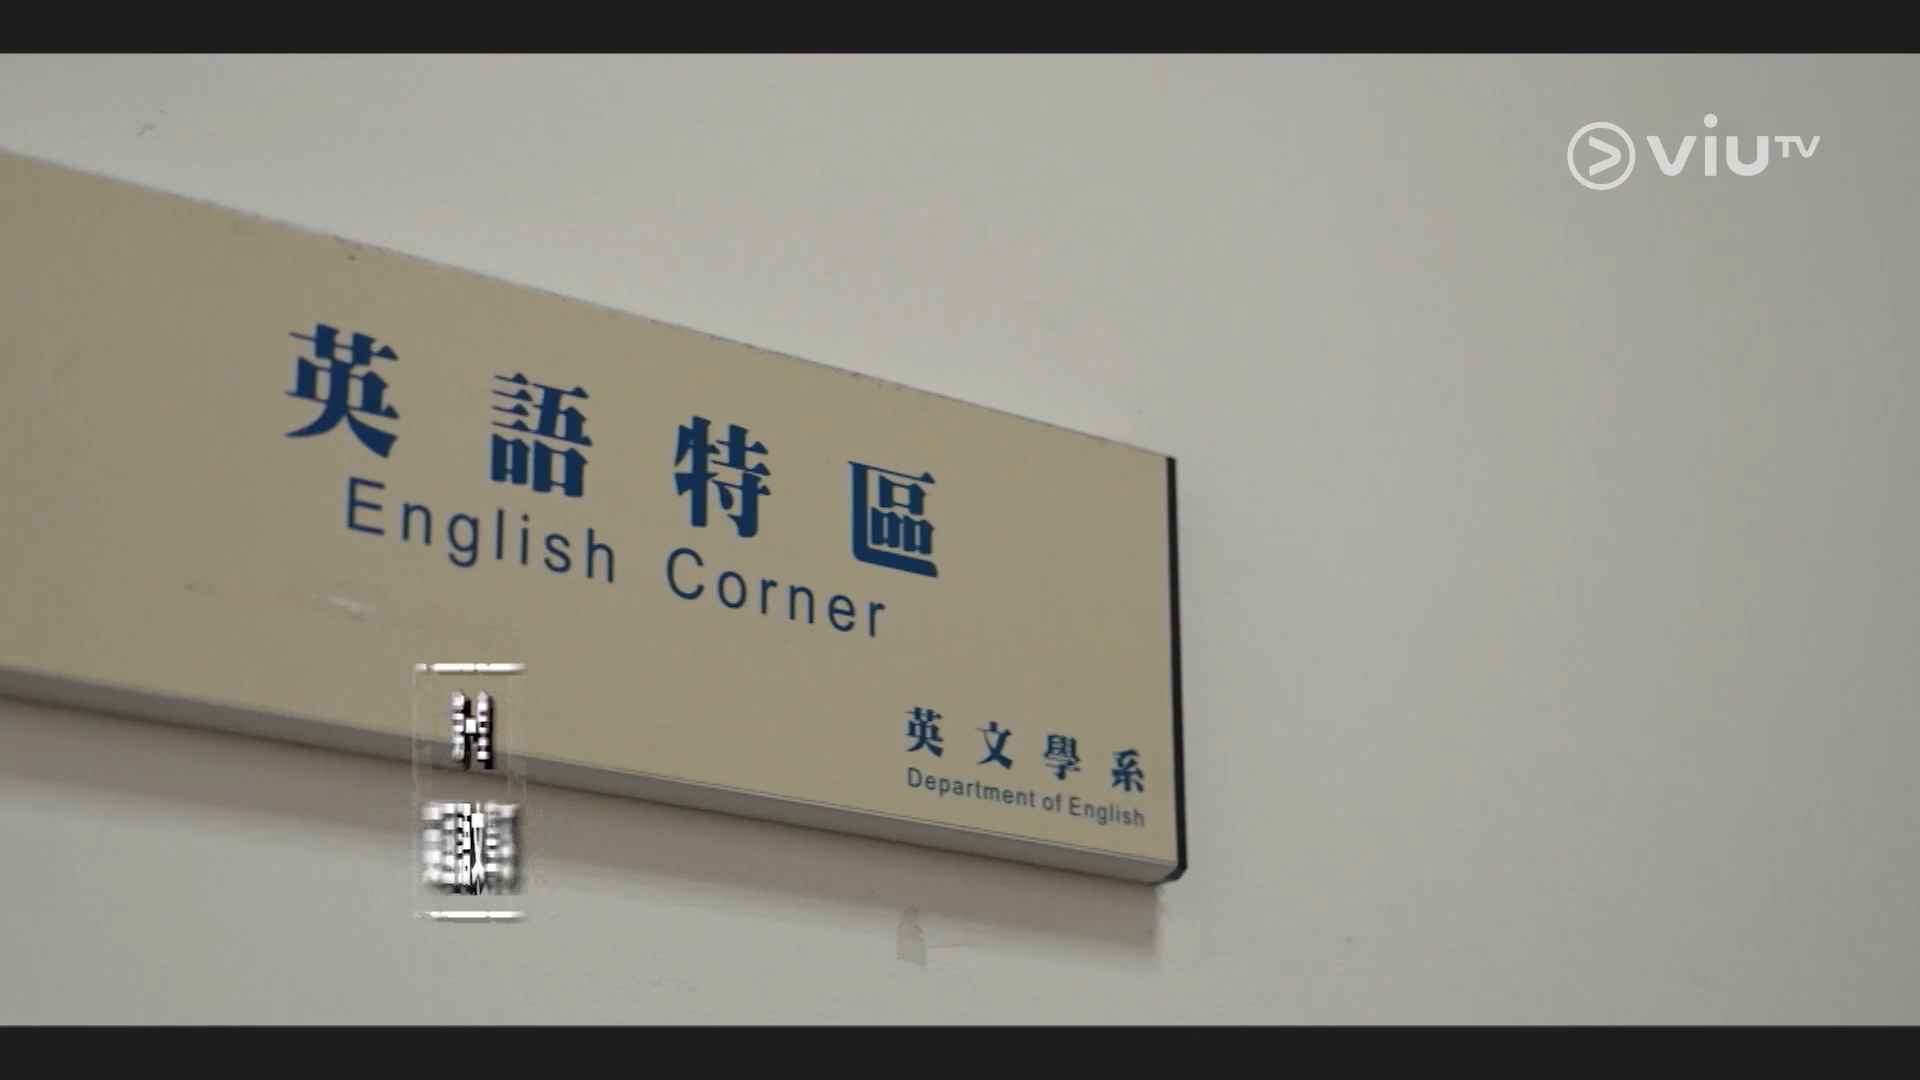 viuTV
英語特區
English Corner
英文學系
Department of English